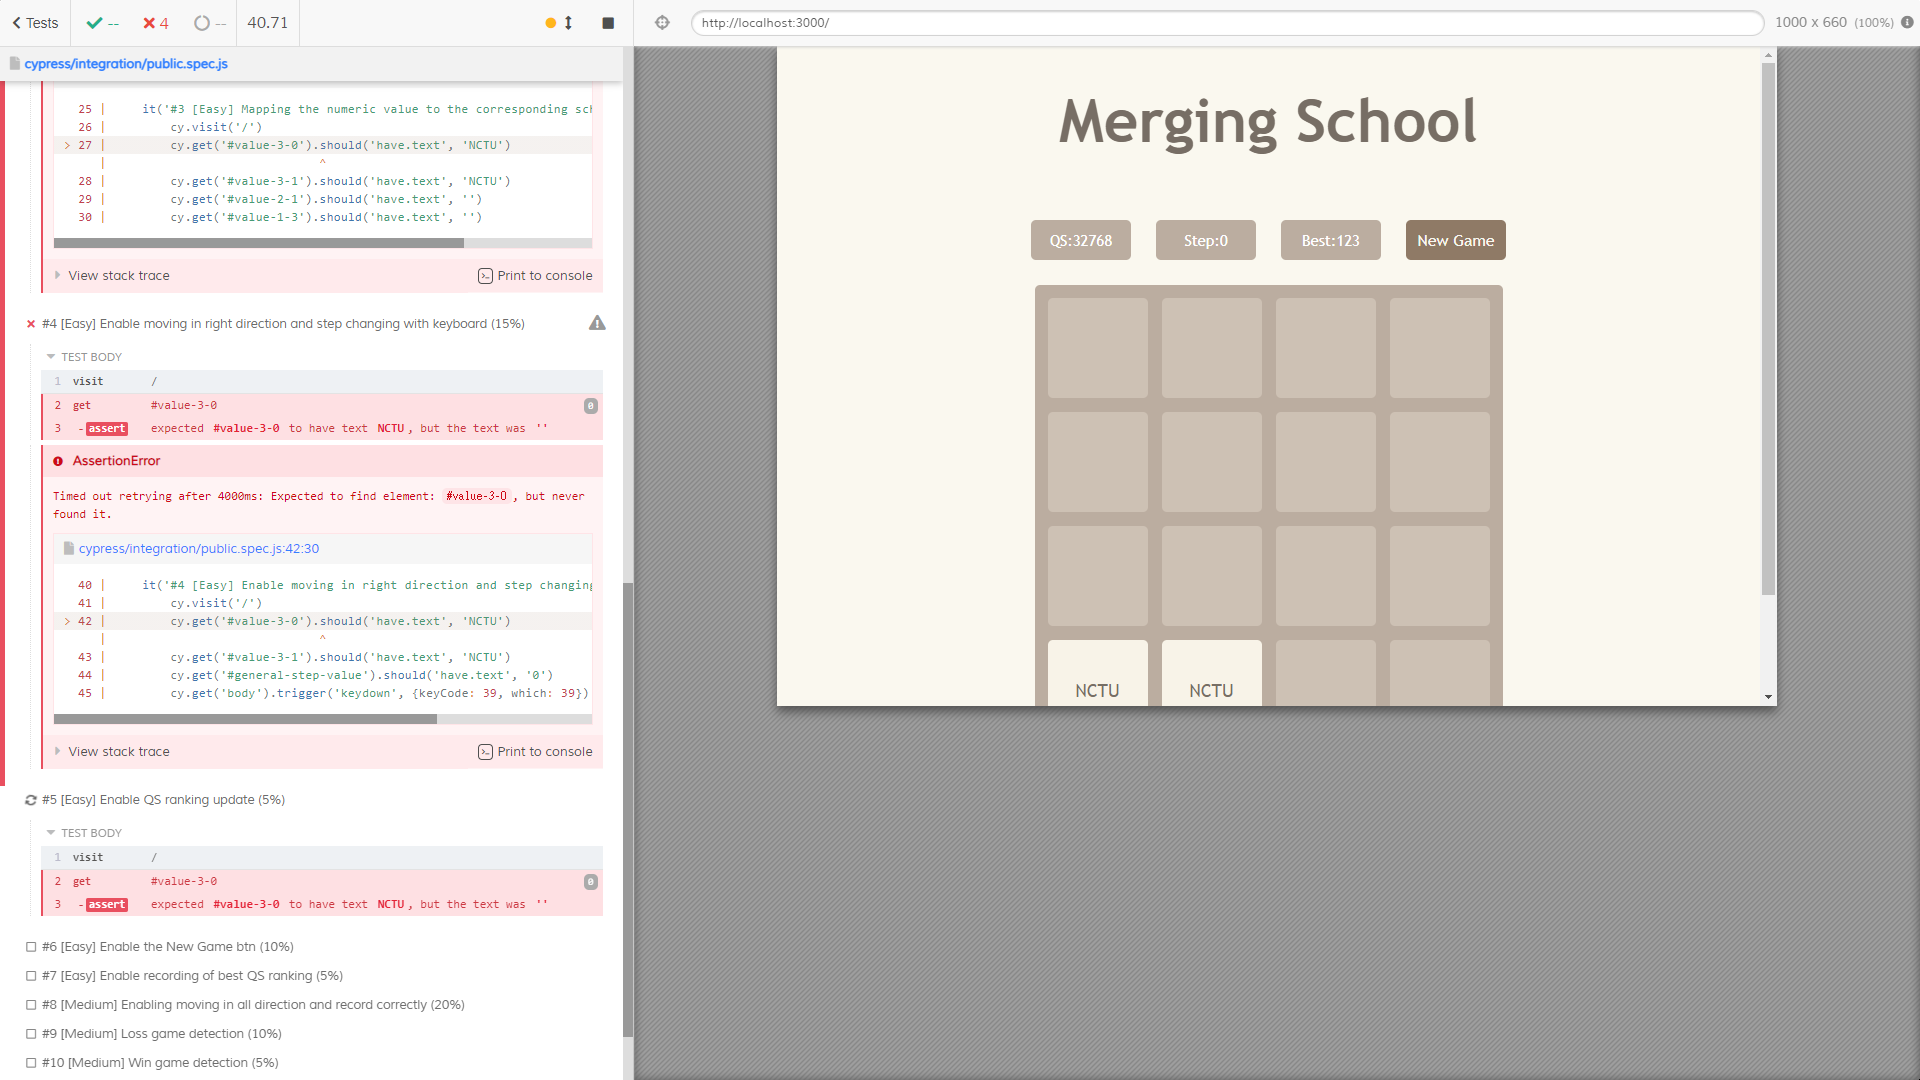 Tests
--
4
--
40.71
http://localhost:3000/
1000 x 660 (100%)
cypress/integration/public.spec.js
25 | it('#3 [Easy] Mapping the numeric value to the corresponding sch
26 | cy.visit('/')
> 27 | cy.get('#value-3-0').should('have.text', 'NCTU')
| ^
28 | cy.get('#value-3-1').should('have.text', 'NCTU')
29 | cy.get('#value-2-1').should('have.text', '')
30 | cy.get('#value-1-3').should('have.text', '')
View stack trace
Print to console
#4 [Easy] Enable moving in right direction and step changing with keyboard (15%)
TEST BODY
1 visit /
2 get #value-3-0 0
3 -assert expected #value-3-0 to have text NCTU, but the text was ''
AssertionError
Timed out retrying after 4000ms: Expected to find element: #value-3-0, but never
found it.
cypress/integration/public.spec.js:42:30
40 | it('#4 [Easy] Enable moving in right direction and step changing
41 | cy.visit('/')
> 42 | cy.get('#value-3-0').should('have.text', 'NCTU')
| ^
43 | cy.get('#value-3-1').should('have.text', 'NCTU')
44 | cy.get('#general-step-value').should('have.text', '0')
45 | cy.get('body').trigger('keydown', {keyCode: 39, which: 39})
View stack trace
Print to console
#5 [Easy] Enable QS ranking update (5%)
TEST BODY
1 visit /
2 get #value-3-0 0
3 -assert expected #value-3-0 to have text NCTU, but the text was ''
#6 [Easy] Enable the New Game btn (10%)
#7 [Easy] Enable recording of best QS ranking (5%)
#8 [Medium] Enabling moving in all direction and record correctly (20%)
#9 [Medium] Loss game detection (10%)
#10 [Medium] Win game detection (5%)
Merging School
QS:32768
Step:0
Best:123
New Game
NCTU
NCTU